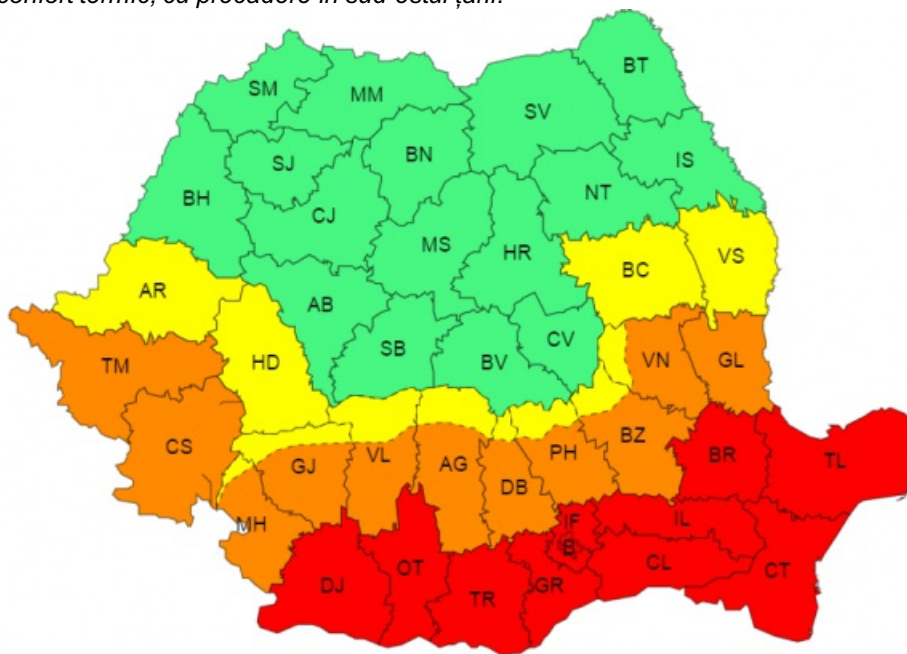 confort termic, cu precădere în sud-estul țării.
BT
SM
MM
SV
BN
SJ
IS
NT
BH
CJ
MS
HR
VS
BC
AR
AB
SB
CV
BV
HD
TM
VN
GL
CS
BZ
VL
PH
BR
TL
GJ
AG
DB
MH
IF
IL
B
CL
OT
CT
DJ
TR
GR